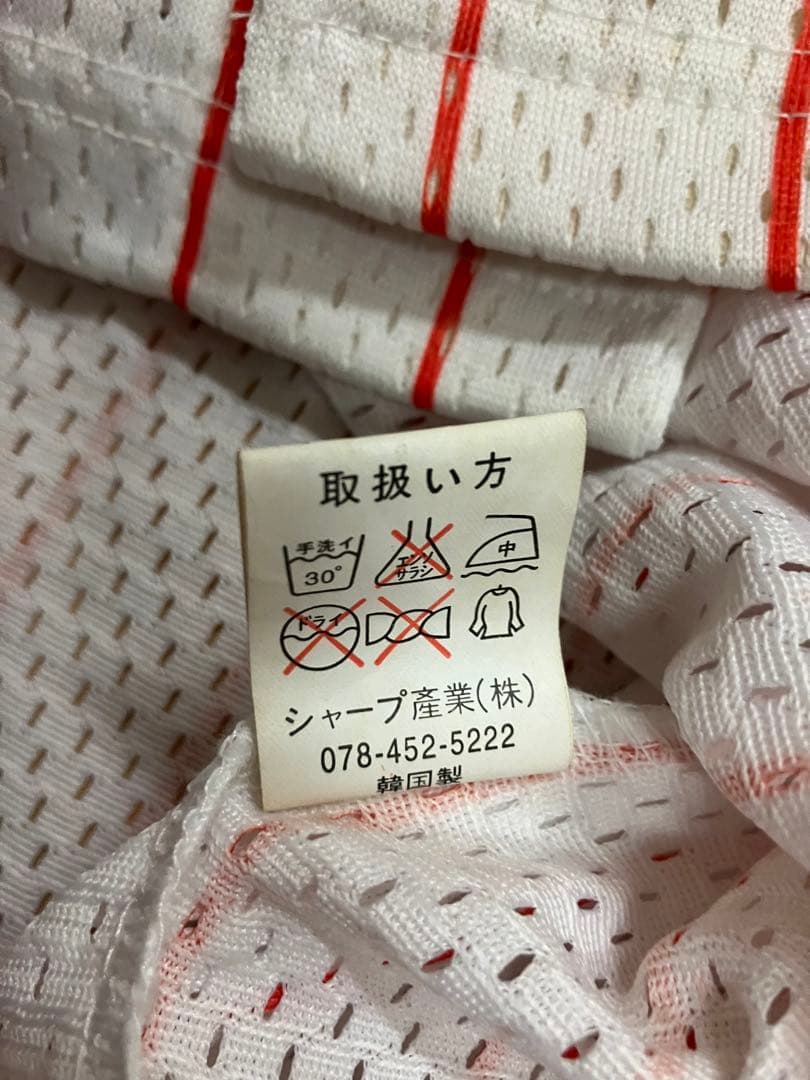 取扱い方
手洗イ
30°
エンソ
サラシ
中
ドライ
シャープ産業(株)
078-452-5222
韓国製